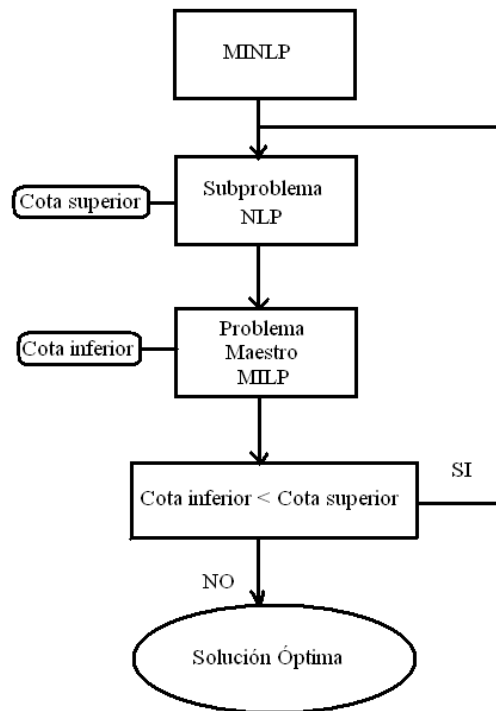 MINLP
Subproblema
NLP
Cota superior
Problema
Maestro
MILP
Cota inferior
Cota inferior < Cota superior
SI
NO
Solución Óptima